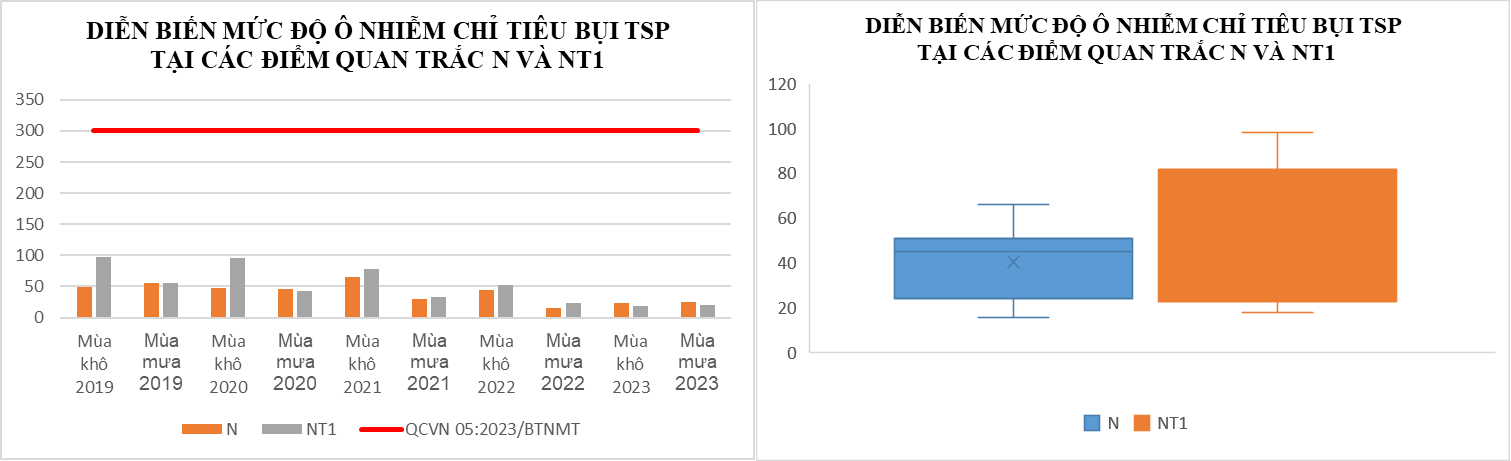 DIỄN BIẾN MỨC ĐỘ Ô NHIỄM CHỈ TIÊU BỤI TSP
TẠI CÁC ĐIỂM QUAN TRẮC N VÀ NT1
350
300
250
200
150
100
50
0
Mùa khô 2019
Mùa mưa 2019
Mùa khô 2020
Mùa mưa 2020
Mùa khô 2021
Mùa mưa 2021
Mùa khô 2022
Mùa mưa 2022
Mùa khô 2023
Mùa mưa 2023
N NT1 QCVN 05:2023/BTNMT
DIỄN BIẾN MỨC ĐỘ Ô NHIỄM CHỈ TIÊU BỤI TSP
TẠI CÁC ĐIỂM QUAN TRẮC N VÀ NT1
120
100
80
60
40
20
0
N NT1